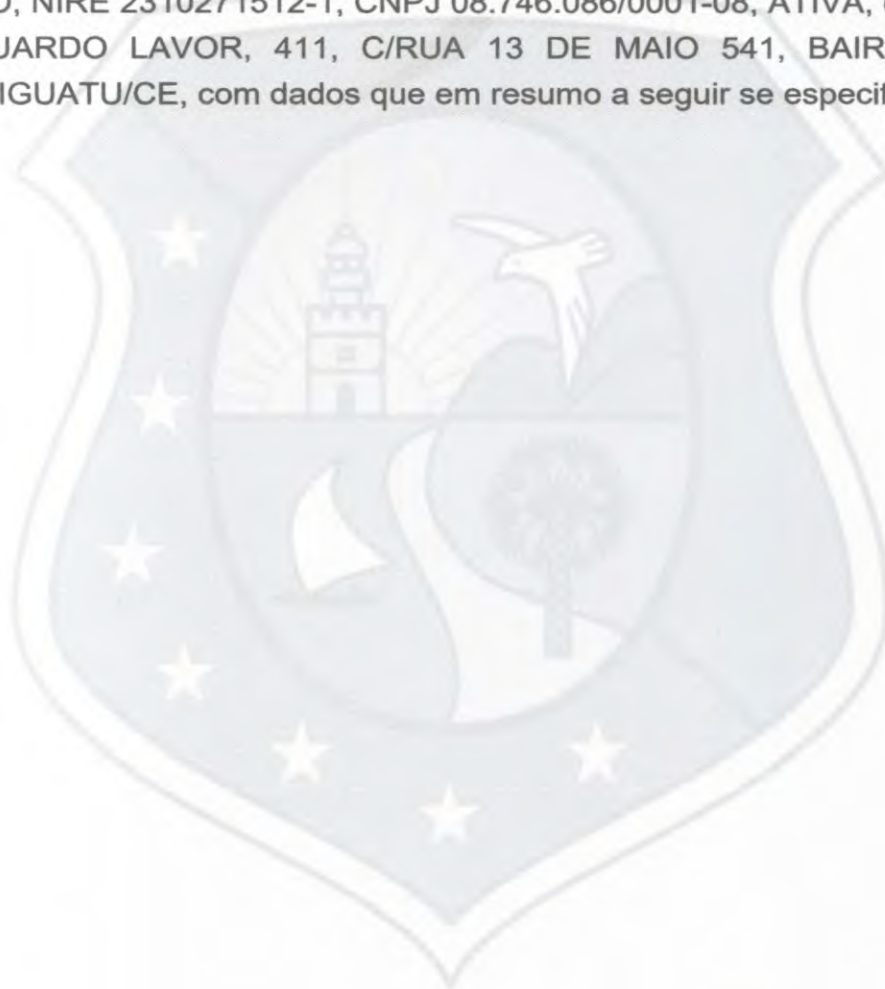 NIRE 2310271512-1, CNPJ 08.746.086/0001-08, ATIVA,
UARDO LAVOR, 411, C/RUA 13 DE MAIO 541, BAIR
IGUATU/CE, com dados que em resumo a seguir se especif